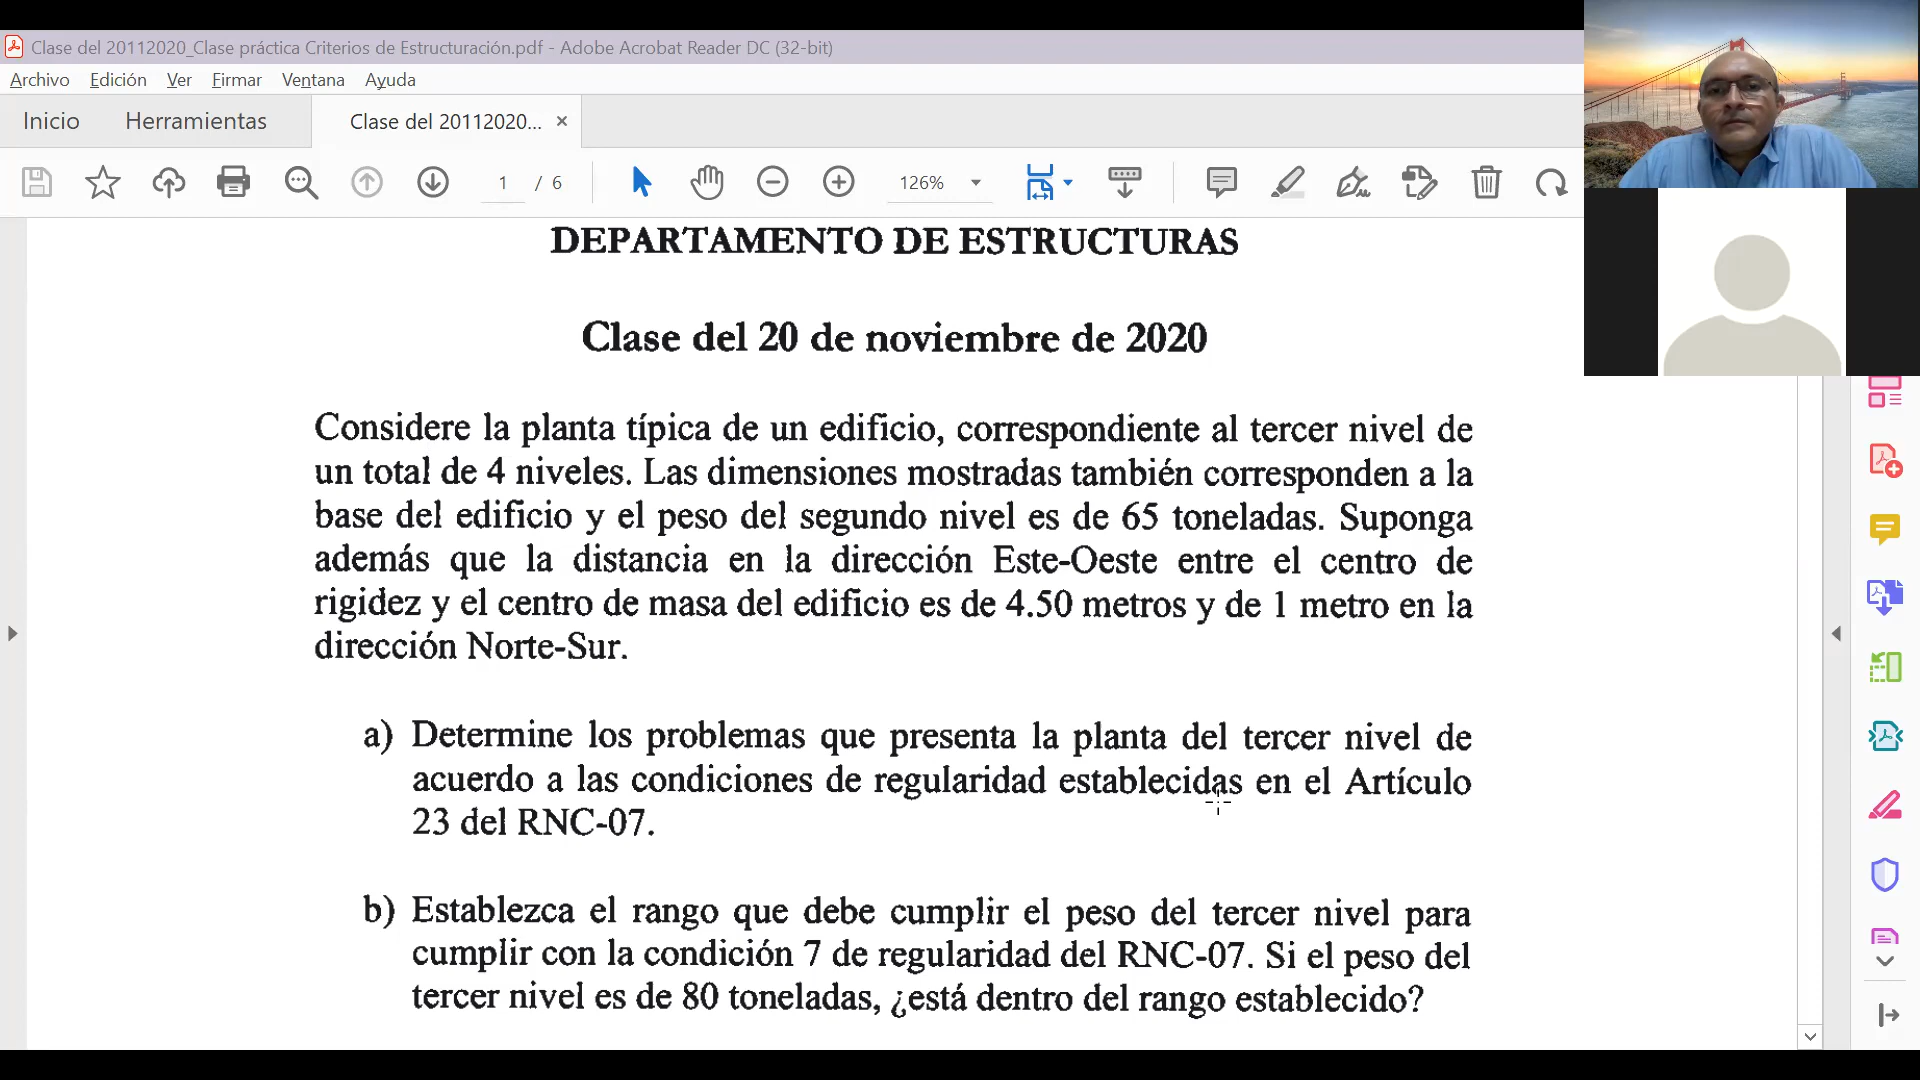 Clase del 20112020_Clase práctica Criterios de Estructuración.pdf - Adobe Acrobat Reader DC (32-bit)
Archivo Edición Ver Firmar Ventana Ayuda
Inicio Herramientas Clase del 20112020... ×
1 / 6 126%
DEPARTAMENTO DE ESTRUCTURAS
Clase del 20 de noviembre de 2020
Considere la planta típica de un edificio, correspondiente al tercer nivel de
un total de 4 niveles. Las dimensiones mostradas también corresponden a la
base del edificio y el peso del segundo nivel es de 65 toneladas. Suponga
además que la distancia en la dirección Este-Oeste entre el centro de
rigidez y el centro de masa del edificio es de 4.50 metros y de 1 metro en la
dirección Norte-Sur.
a) Determine los problemas que presenta la planta del tercer nivel de
acuerdo a las condiciones de regularidad establecidas en el Artículo
23 del RNC-07.
b) Establezca el rango que debe cumplir el peso del tercer nivel para
cumplir con la condición 7 de regularidad del RNC-07. Si el peso del
tercer nivel es de 80 toneladas, ¿está dentro del rango establecido?